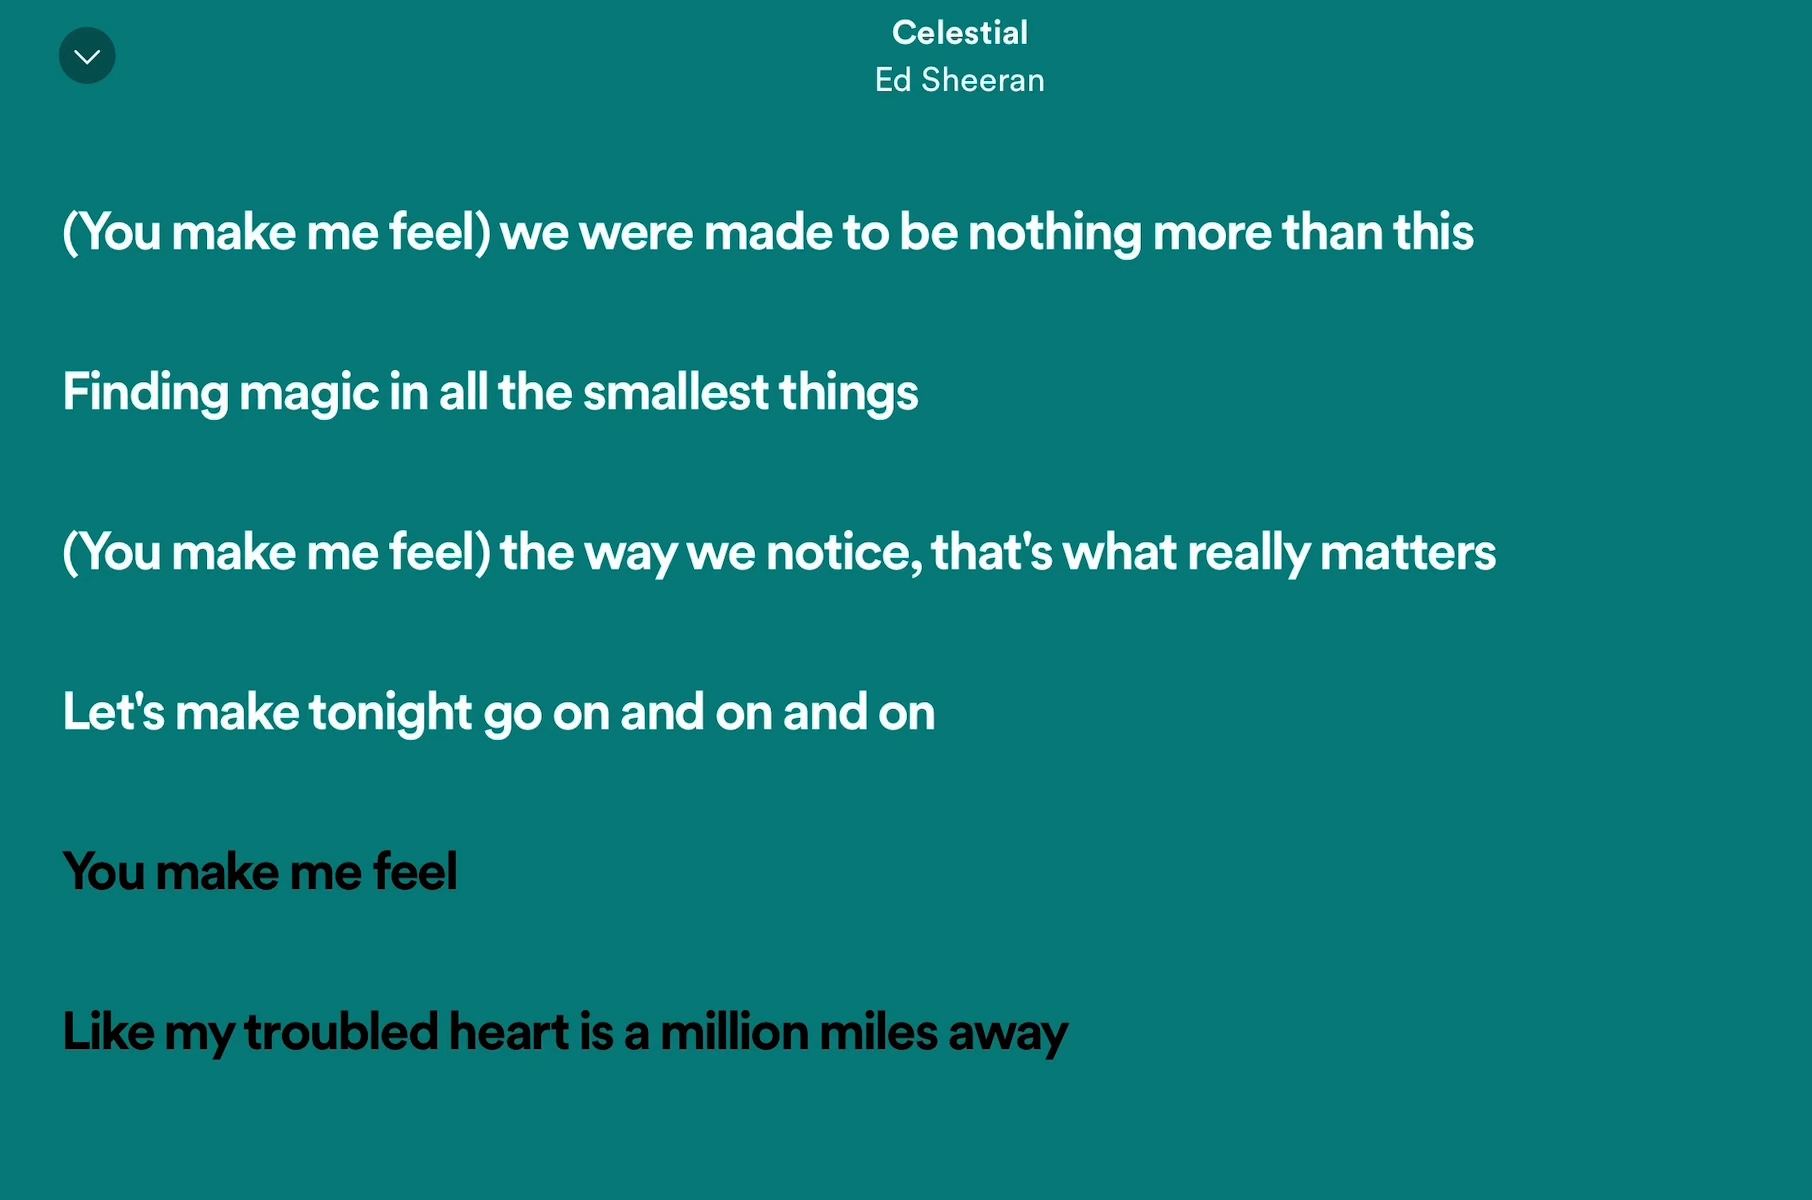 Celestial
Ed Sheeran
(You make me feel) we were made to be nothing more than this
Finding magic in all the smallest things
(You make me feel) the way we notice, that's what really matters
Let's make tonight go on and on and on
You make me feel
Like my troubled heart is a million miles away